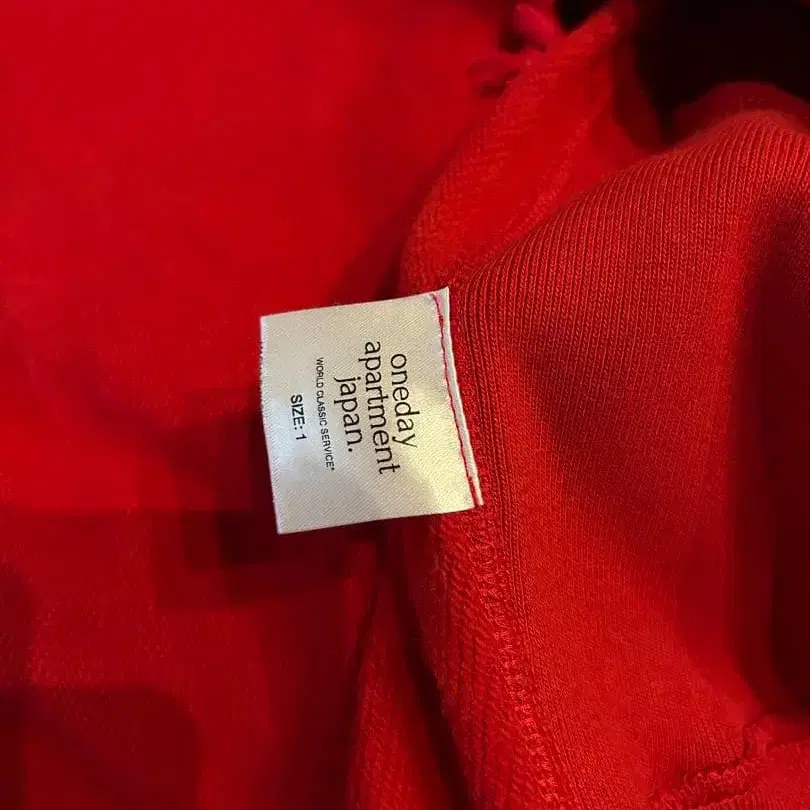 oneday
apartment
japan.
WORLD CLASSIC SERVICE*
SIZE: 1